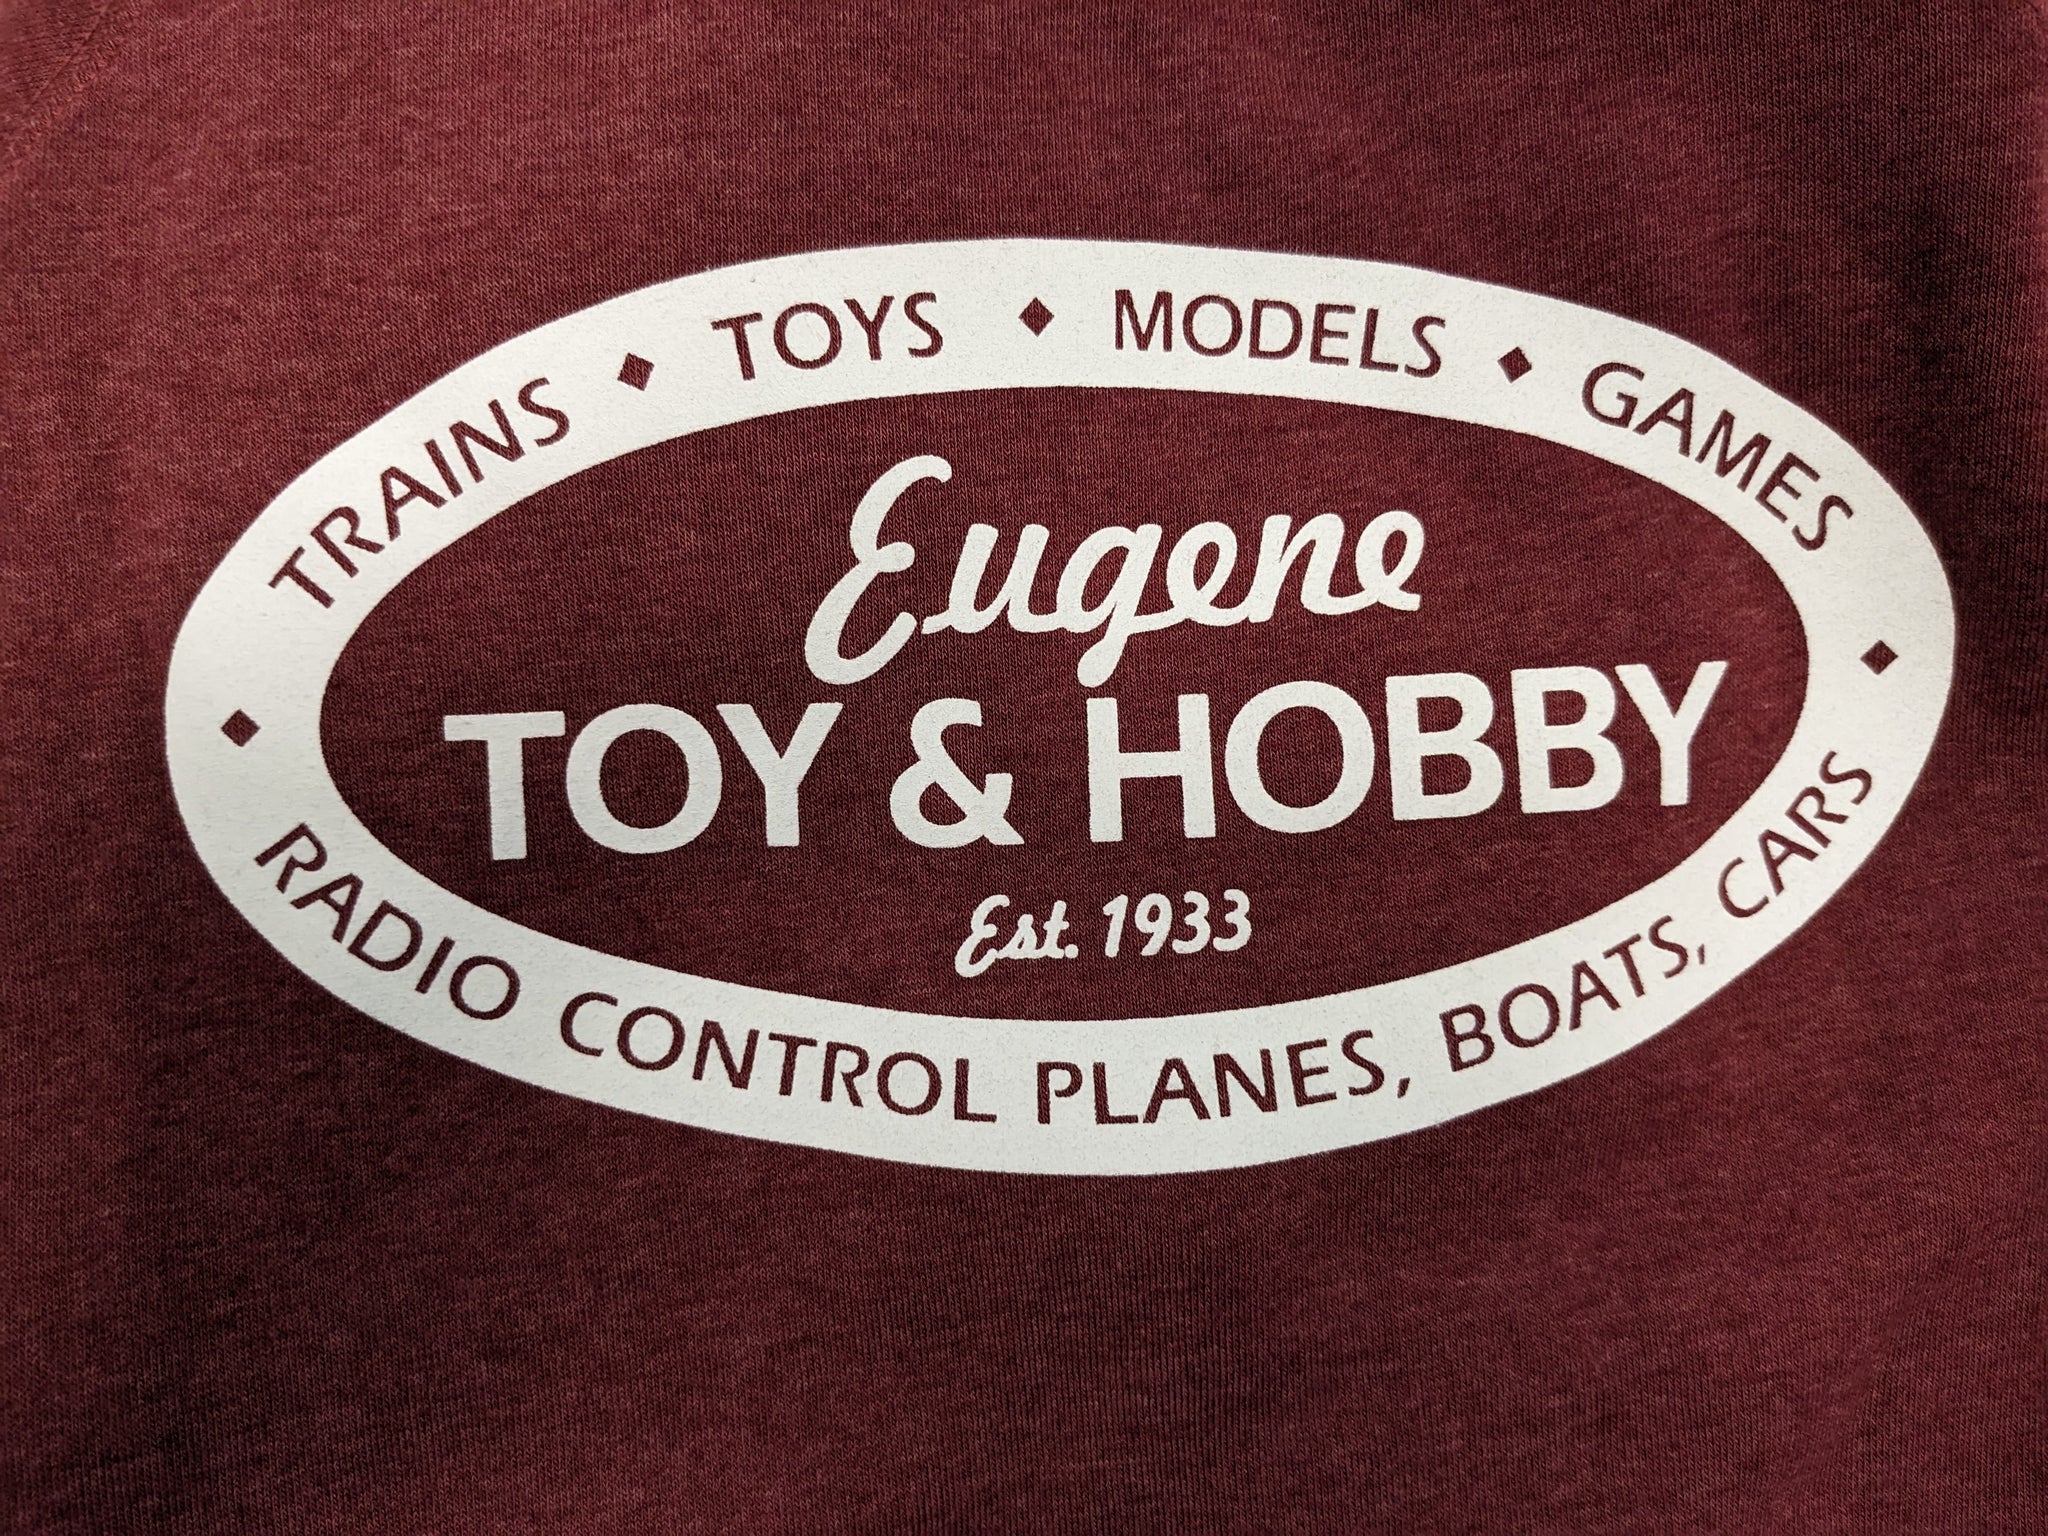 TRAINS ◆ TOYS ◆ MODELS ◆ GAMES
Eugene
TOY & HOBBY
Est. 1933
◆ RADIO CONTROL PLANES, BOATS, CARS ◆